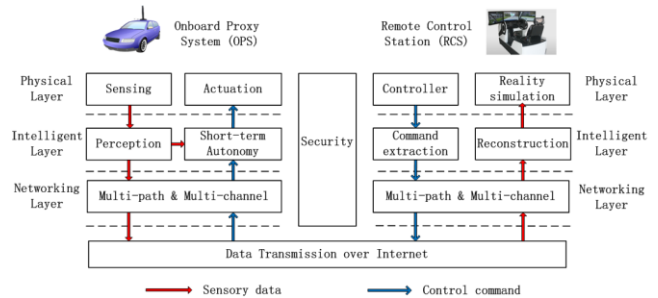 Onboard Proxy
System (OPS)
Remote Control
Station (RCS)
Physical
Layer
Sensing
Actuation
Controller
Reality
simulation
Physical
Layer
Intelligent
Layer
Perception
Short-term
Autonomy
Security
Command
extraction
Reconstruction
Intelligent
Layer
Networking
Layer
Multi-path & Multi-channel
Multi-path & Multi-channel
Networking
Layer
Data Transmission over Internet
Sensory data
Control command